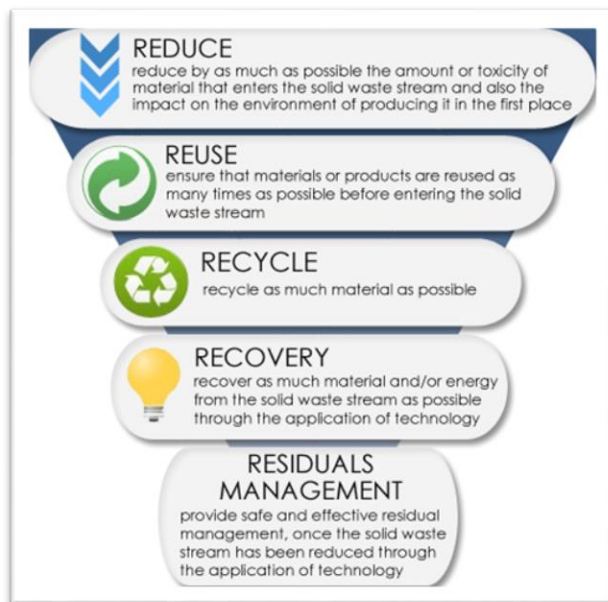 REDUCE
reduce by as much as possible the amount or toxicity of
material that enters the solid waste stream and also the
impact on the environment of producing it in the first place
REUSE
ensure that materials or products are reused as
many times as possible before entering the solid
waste stream
RECYCLE
recycle as much material as possible
RECOVERY
recover as much material and/or energy
from the solid waste stream as possible
through the application of technology
RESIDUALS
MANAGEMENT
provide safe and effective residual
management, once the solid waste
stream has been reduced through
the application of technology